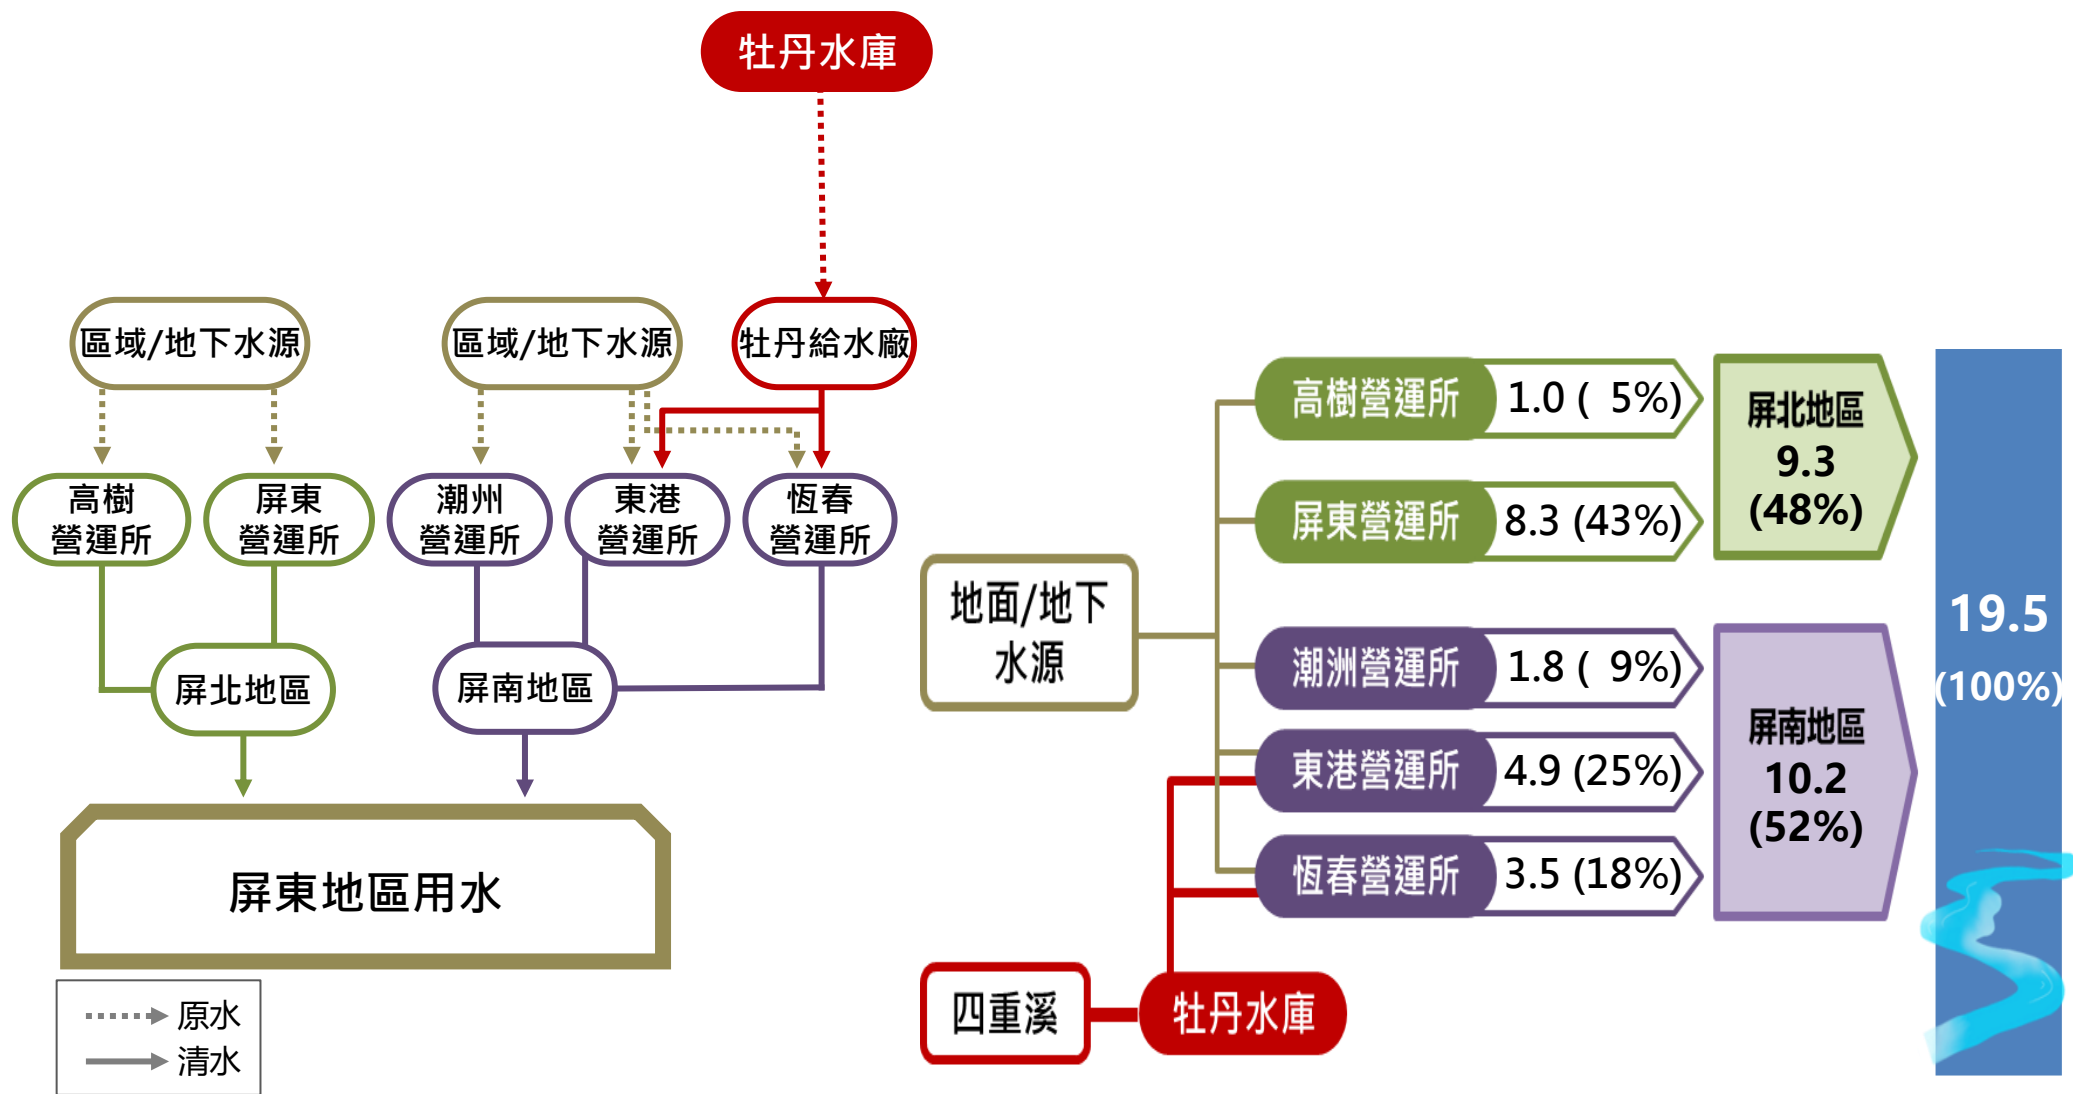 牡丹水庫
區域/地下水源
區域/地下水源
牡丹給水廠
高樹
營運所
屏東
營運所
潮州
營運所
東港
營運所
恆春
營運所
屏北地區
屏南地區
屏東地區用水
原水
清水
地面/地下
水源
四重溪
牡丹水庫
高樹營運所
1.0 ( 5%)
屏東營運所
8.3 (43%)
潮洲營運所
1.8 ( 9%)
東港營運所
4.9 (25%)
恆春營運所
3.5 (18%)
屏北地區
9.3
(48%)
屏南地區
10.2
(52%)
19.5
(100%)